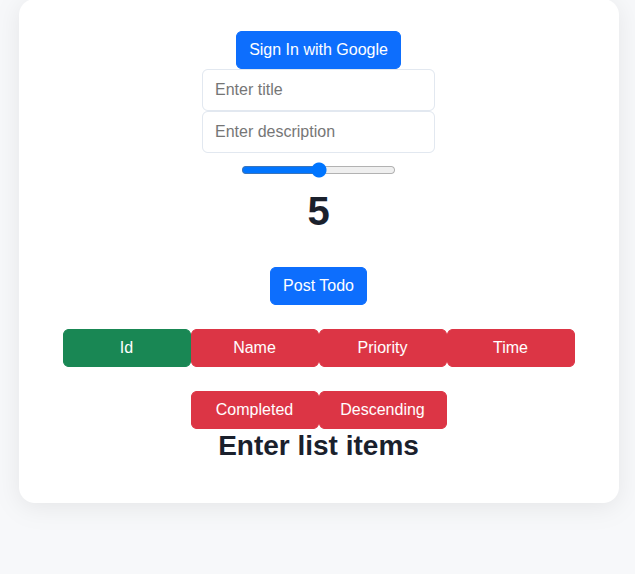 Sign In with Google
Enter title
Enter description
5
Post Todo
Id Name Priority Time
Completed Descending
Enter list items